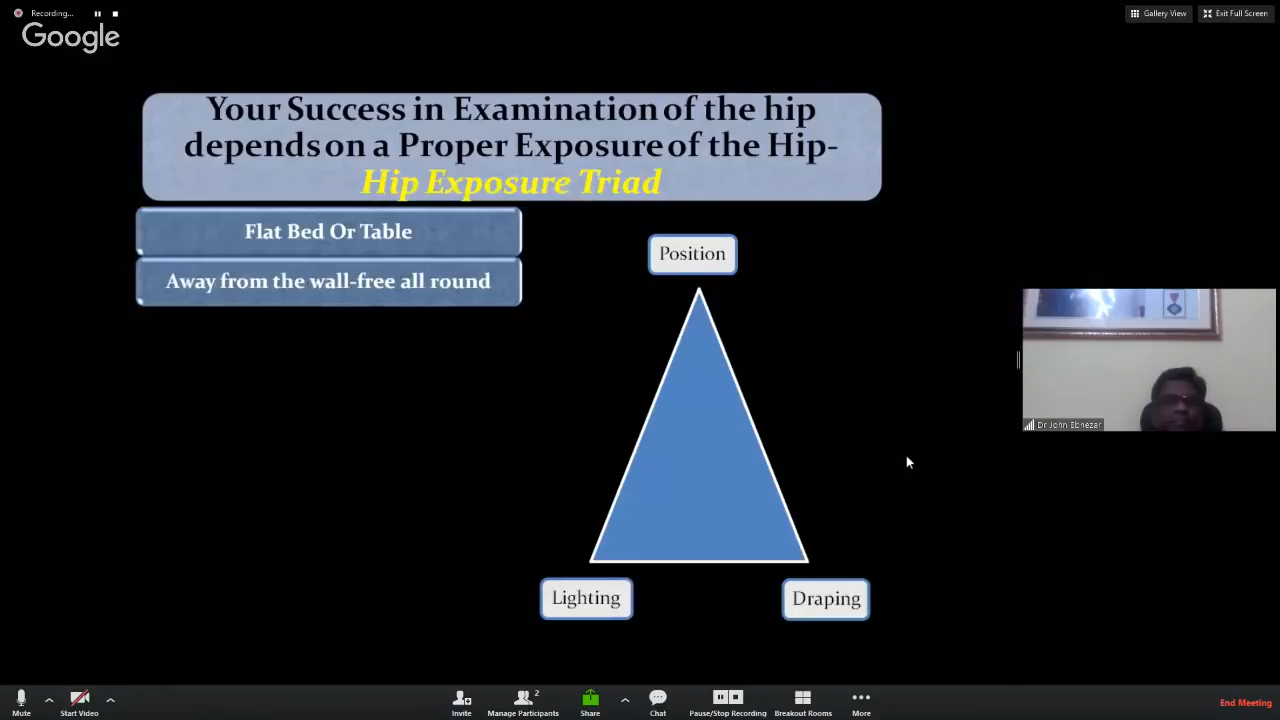 Recording...
Gallery View
Exit Full Screen
Google
Your Success in Examination of the hip
depends on a Proper Exposure of the Hip-
Hip Exposure Triad
Flat Bed Or Table
Away from the wall-free all round
Position
Lighting
Draping
Dr John Ebnezar
Mute
Start Video
Invite
2
Manage Participants
Share
Chat
Pause/Stop Recording
Breakout Rooms
More
End Meeting